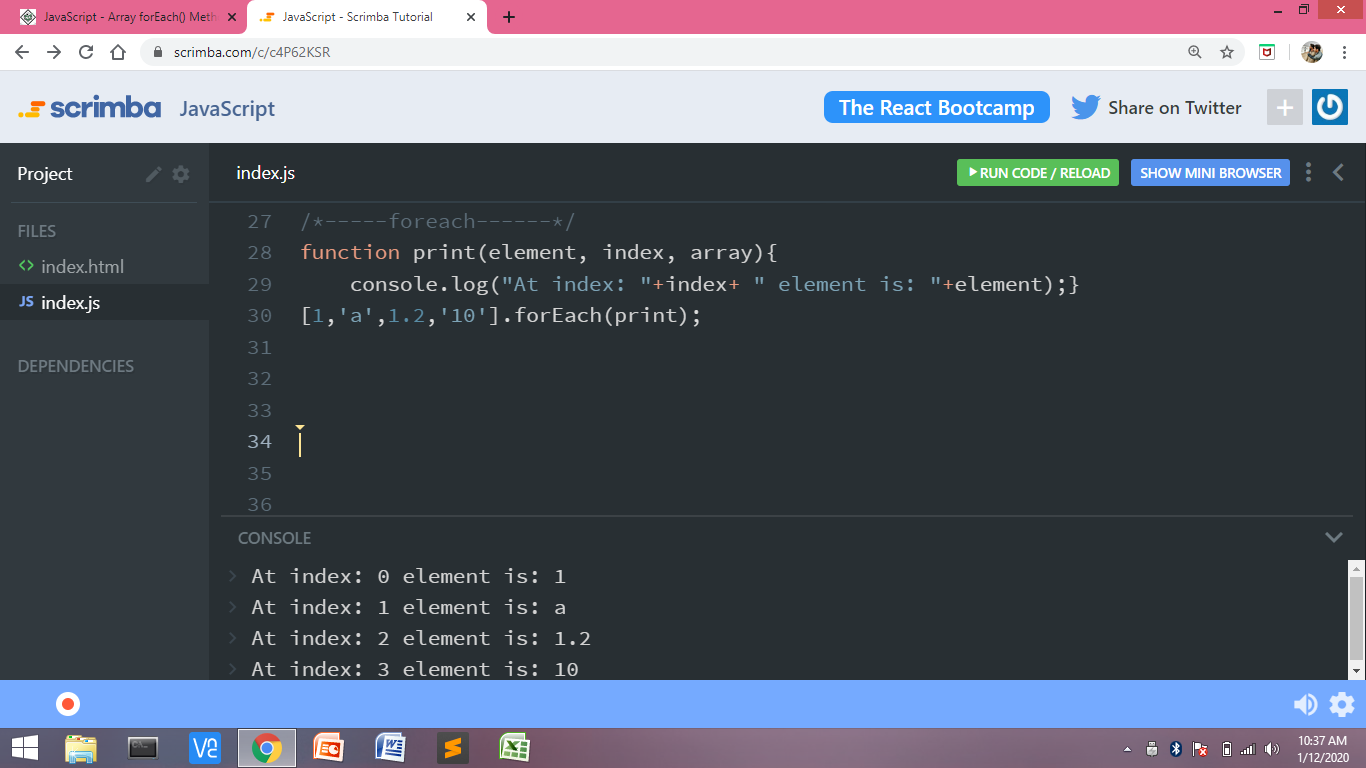 JavaScript - Array forEach() Meth
JavaScript - Scrimba Tutorial
scrimba.com/c/c4P62KSR
scrimba JavaScript
The React Bootcamp
Share on Twitter
Project
index.js
RUN CODE / RELOAD
SHOW MINI BROWSER
FILES
index.html
JS index.js
DEPENDENCIES
27 /*-----foreach------*/
28 function print(element, index, array){
29 console.log("At index: "+index+ " element is: "+element);}
30 [1,'a',1.2,'10'].forEach(print);
31
32
33
34
35
36
CONSOLE
At index: 0 element is: 1
At index: 1 element is: a
At index: 2 element is: 1.2
At index: 3 element is: 10
10:37 AM
1/12/2020